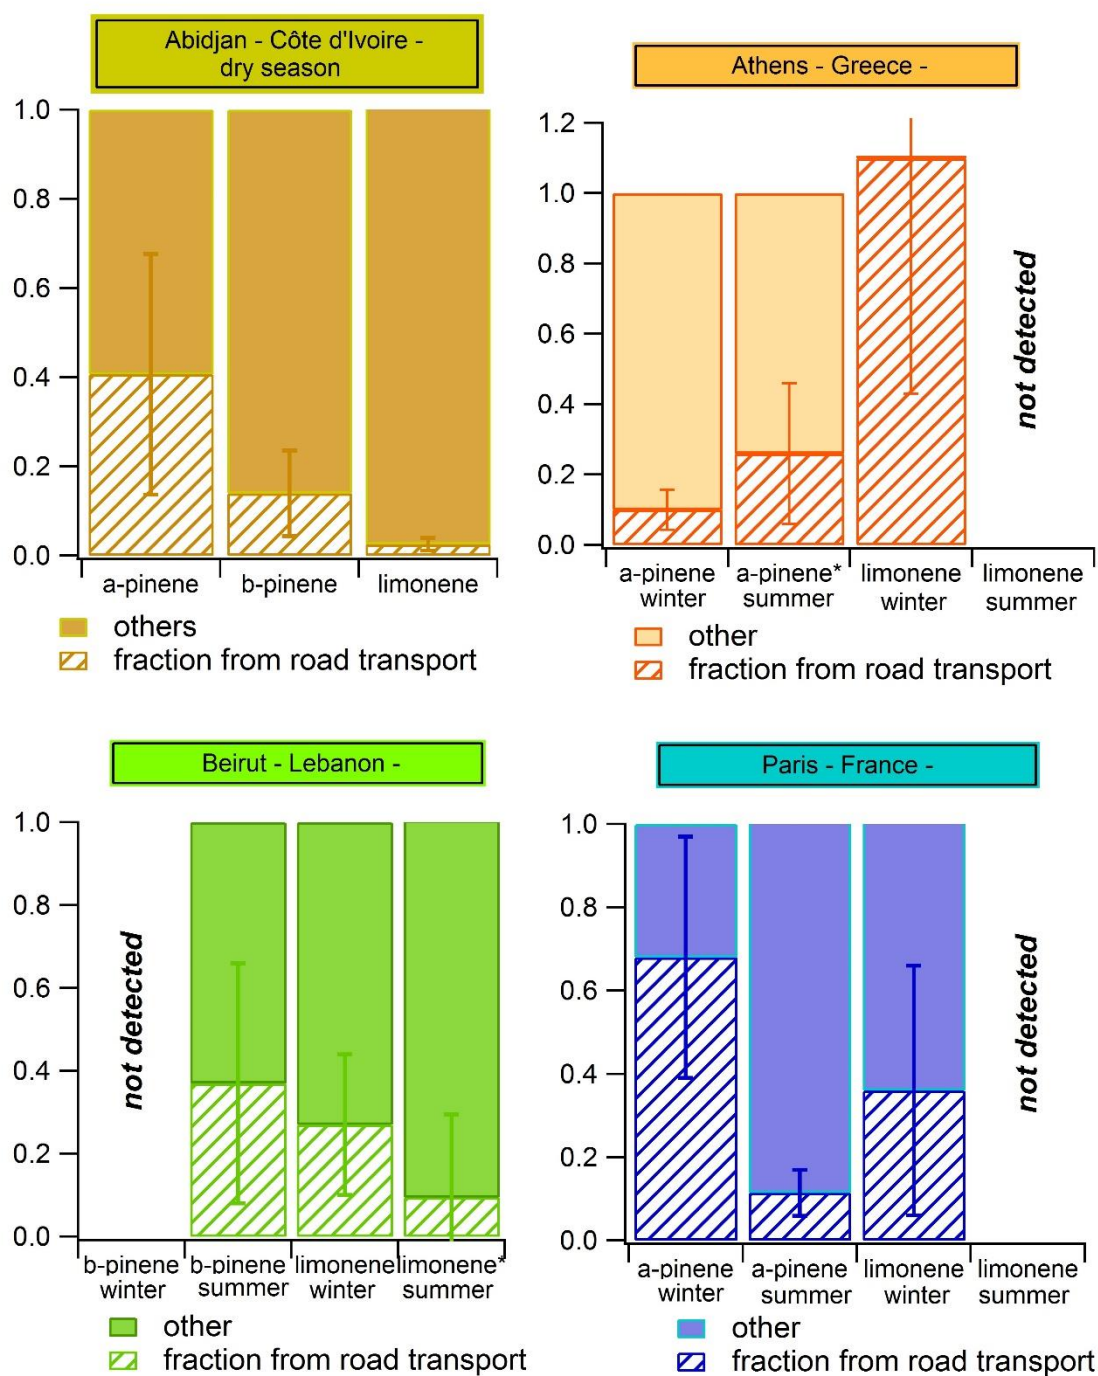 Abidjan - Côte d'Ivoire -
dry season
1.0
0.8
0.6
0.4
0.2
0.0
a-pinene
b-pinene
limonene
others
fraction from road transport
Athens - Greece -
1.2
1.0
0.8
0.6
0.4
0.2
0.0
not detected
a-pinene
winter
a-pinene*
summer
limonene
winter
limonene
summer
other
fraction from road transport
Beirut - Lebanon -
1.0
0.8
0.6
0.4
0.2
0.0
not detected
b-pinene
winter
b-pinene
summer
limonene
winter
limonene*
summer
other
fraction from road transport
Paris - France -
1.0
0.8
0.6
0.4
0.2
0.0
not detected
a-pinene
winter
a-pinene
summer
limonene
winter
limonene
summer
other
fraction from road transport